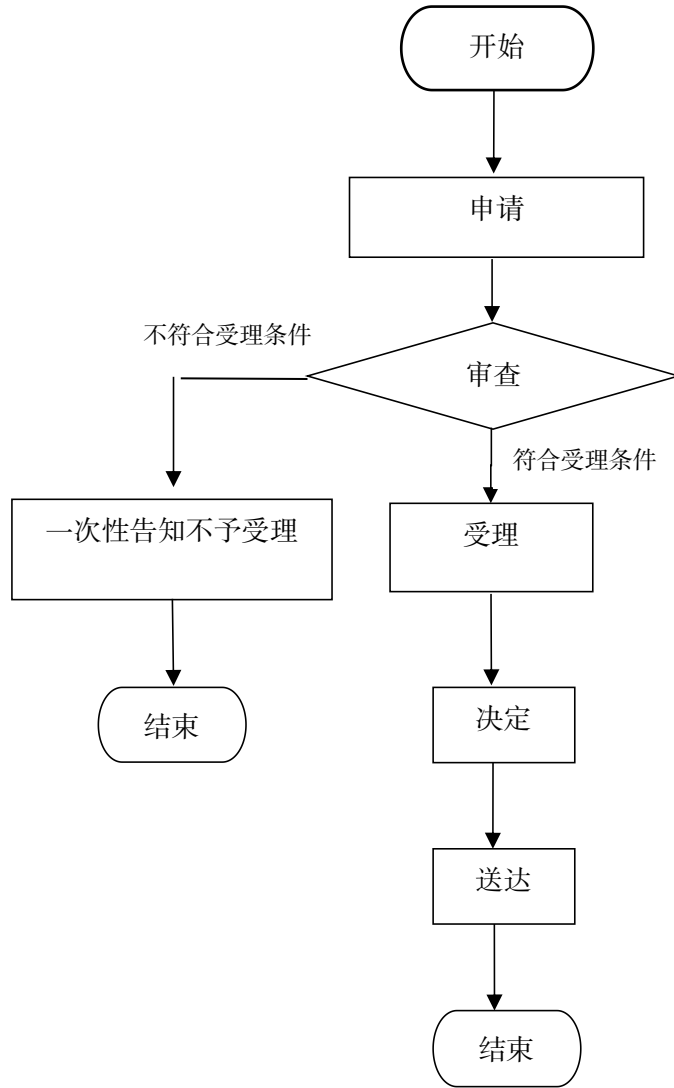 开始
申请
不符合受理条件
审查
符合受理条件
一次性告知不予受理
受理
结束
决定
送达
结束